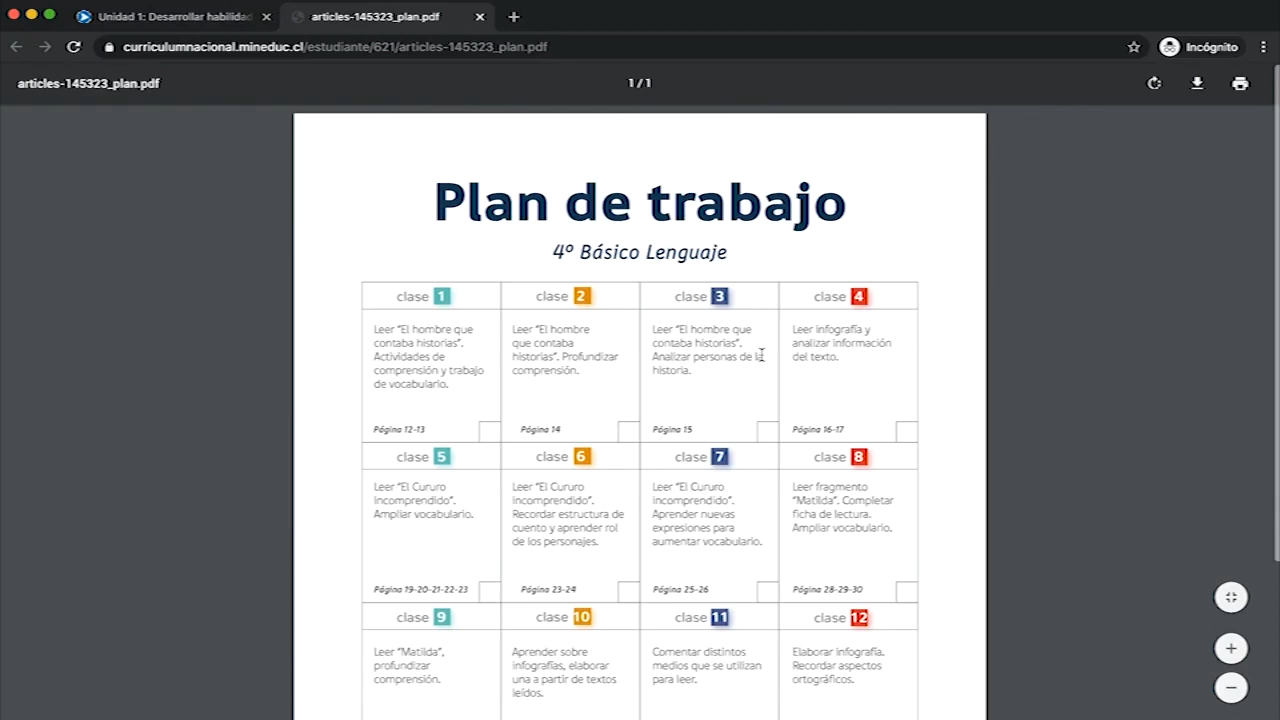 Unidad 1: Desarrollar habilidad
articles-145323_plan.pdf
curriculumnacional.mineduc.cl/estudiante/621/articles-145323_plan.pdf
Incógnito
articles-145323_plan.pdf
1 / 1
Plan de trabajo
4º Básico Lenguaje
clase 1
clase 2
clase 3
clase 4
Leer "El hombre que
contaba historias".
Actividades de
comprensión y trabajo
de vocabulario.
Página 12-13
Leer "El hombre
que contaba
historias". Profundizar
comprensión.
Página 14
Leer "El hombre que
contaba historias".
Analizar personas de la
historia.
Página 15
Leer infografía y
analizar información
del texto.
Página 16-17
clase 5
clase 6
clase 7
clase 8
Leer "El Cururo
incomprendido".
Ampliar vocabulario.
Página 19-20-21-22-23
Leer "El Cururo
incomprendido".
Recordar estructura de
cuento y aprender rol
de los personajes.
Página 23-24
Leer "El Cururo
incomprendido".
Aprender nuevas
expresiones para
aumentar vocabulario.
Página 25-26
Leer fragmento
"Matilda". Completar
ficha de lectura.
Ampliar vocabulario.
Página 28-29-30
clase 9
clase 10
clase 11
clase 12
Leer "Matilda",
profundizar
comprensión.
Aprender sobre
infografías, elaborar
una a partir de textos
leídos.
Comentar distintos
medios que se utilizan
para leer.
Elaborar infografía.
Recordar aspectos
ortográficos.